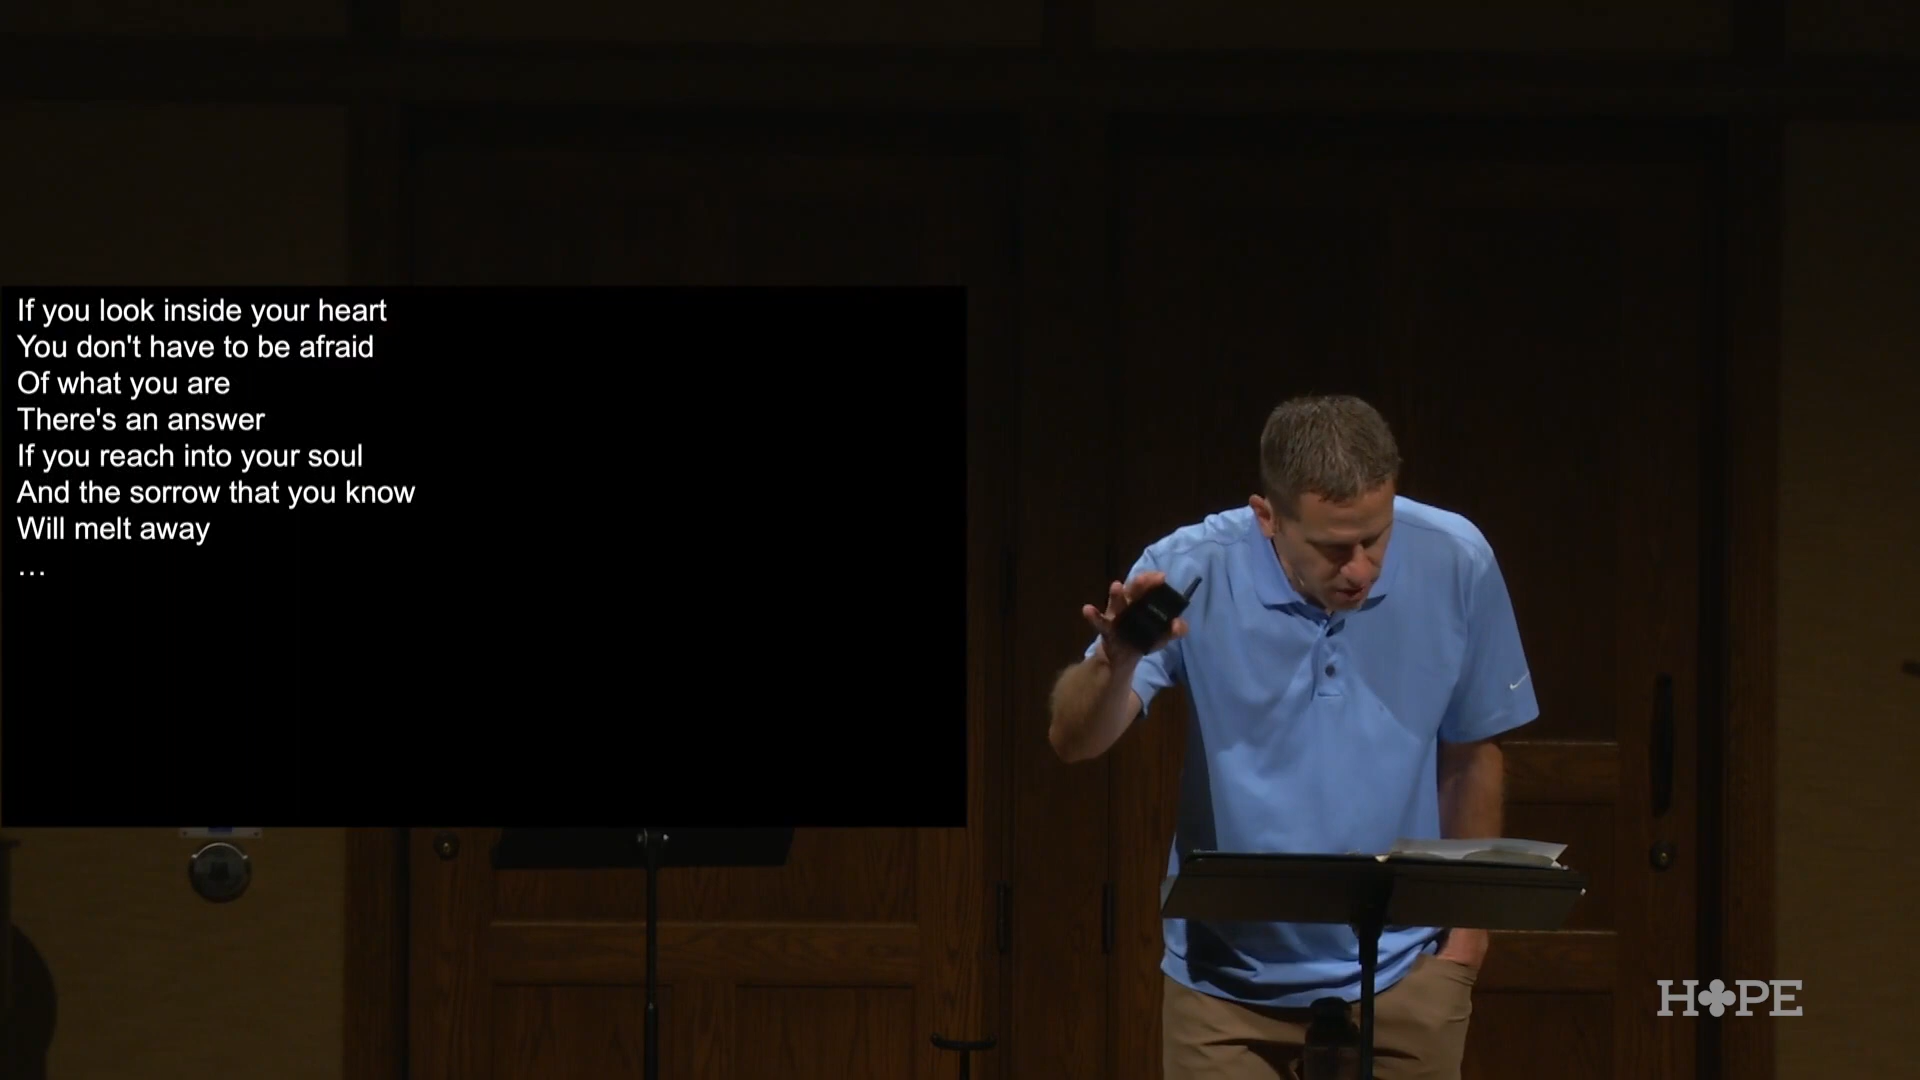 If you look inside your heart
You don't have to be afraid
Of what you are
There's an answer
If you reach into your soul
And the sorrow that you know
Will melt away
…
HOPE